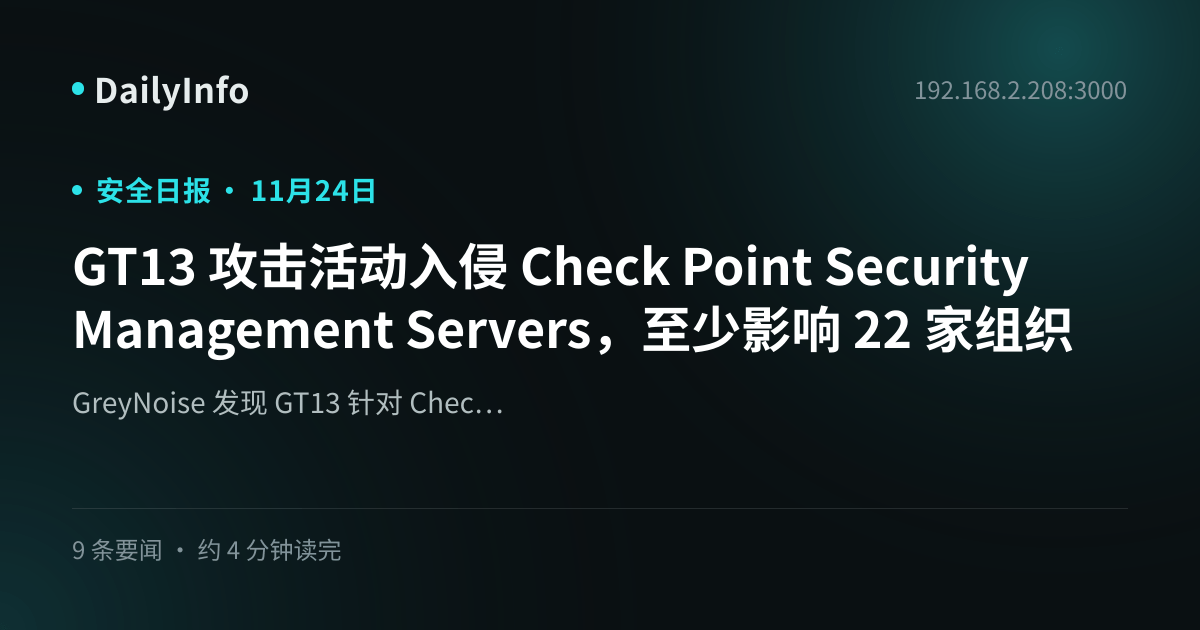 DailyInfo
192.168.2.208:3000
安全日报 · 11月24日
GT13 攻击活动入侵 Check Point Security
Management Servers，至少影响 22 家组织
GreyNoise 发现 GT13 针对 Chec…
9 条要闻 · 约 4 分钟读完